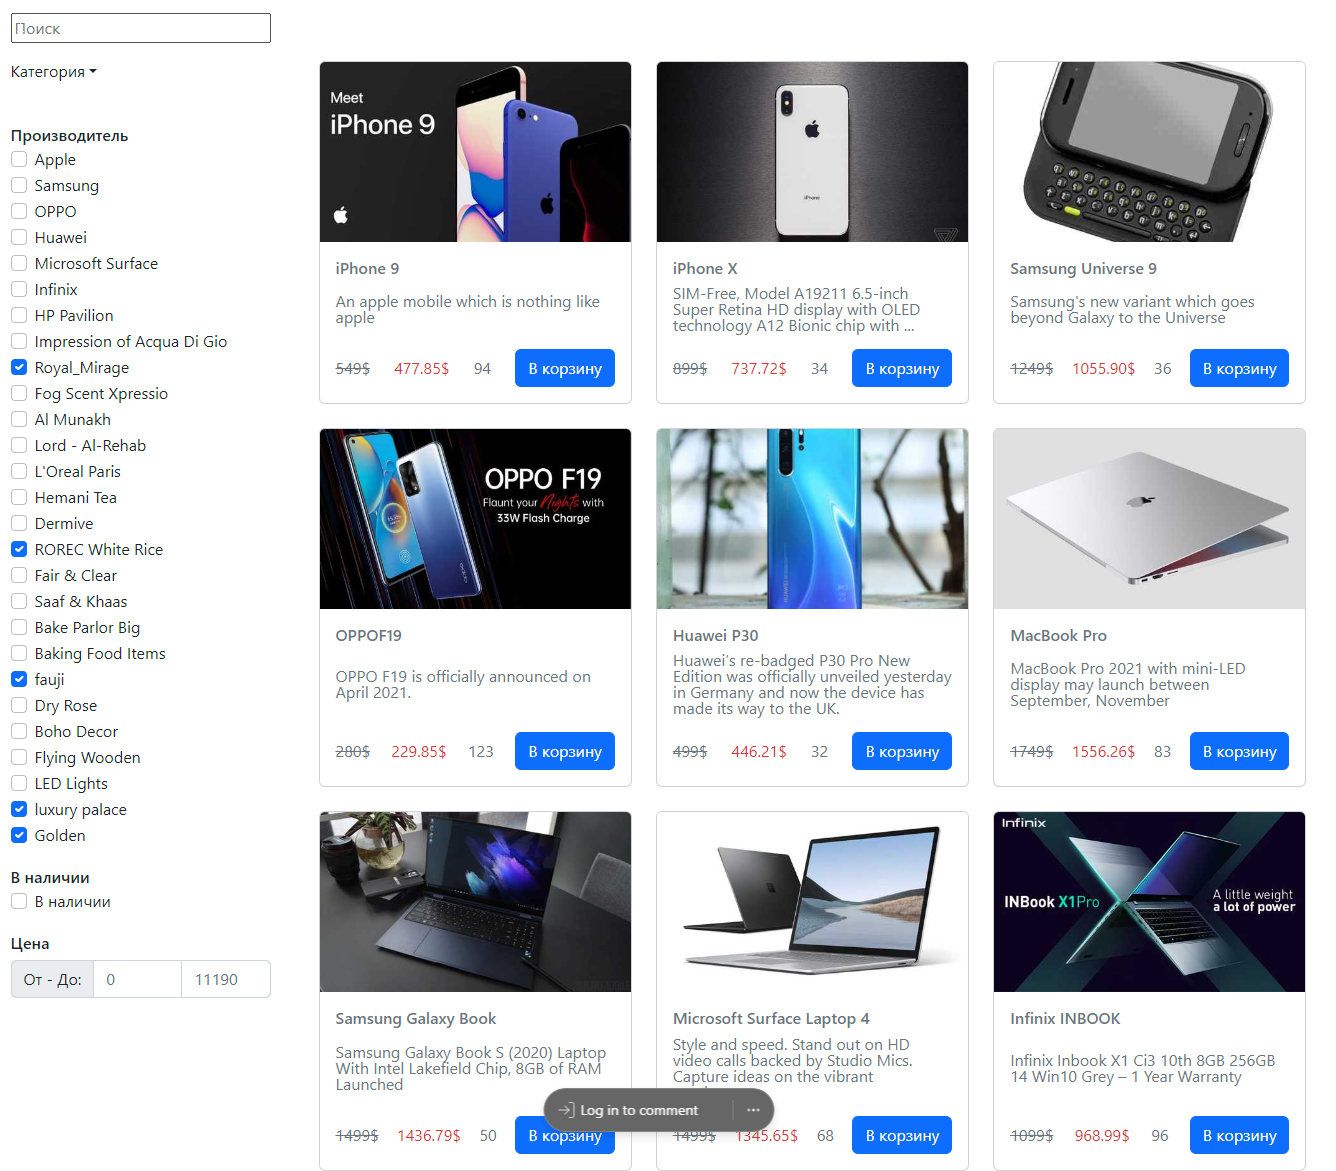 Поиск
Категория
Производитель
Apple
Samsung
OPPO
Huawei
Microsoft Surface
Infinix
HP Pavilion
Impression of Acqua Di Gio
Royal_Mirage
Fog Scent Xpressio
Al Munakh
Lord - Al-Rehab
L'Oreal Paris
Hemani Tea
Dermive
ROREC White Rice
Fair & Clear
Saaf & Khaas
Bake Parlor Big
Baking Food Items
fauji
Dry Rose
Boho Decor
Flying Wooden
LED Lights
luxury palace
Golden
В наличии
В наличии
Цена
От - До: 0 11190
Meet
iPhone 9
iPhone 9
An apple mobile which is nothing like
apple
549$ 477.85$ 94 В корзину
iPhone
iPhone X
SIM-Free, Model A19211 6.5-inch
Super Retina HD display with OLED
technology A12 Bionic chip with ...
899$ 737.72$ 34 В корзину
Samsung Universe 9
Samsung's new variant which goes
beyond Galaxy to the Universe
1249$ 1055.90$ 36 В корзину
OPPO F19
Flaunt your Nights with
33W Flash Charge
OPPOF19
OPPO F19 is officially announced on
April 2021.
280$ 229.85$ 123 В корзину
Huawei P30
Huawei's re-badged P30 Pro New
Edition was officially unveiled yesterday
in Germany and now the device has
made its way to the UK.
499$ 446.21$ 32 В корзину
MacBook Pro
MacBook Pro 2021 with mini-LED
display may launch between
September, November
1749$ 1556.26$ 83 В корзину
Samsung Galaxy Book
Samsung Galaxy Book S (2020) Laptop
With Intel Lakefield Chip, 8GB of RAM
Launched
1499$ 1436.79$ 50 В корзину
Microsoft Surface Laptop 4
Style and speed. Stand out on HD
video calls backed by Studio Mics.
Capture ideas on the vibrant
1499$ 1345.65$ 68 В корзину
Infinix
INBook X1Pro
A little weight
a lot of power
Infinix INBOOK
Infinix Inbook X1 Ci3 10th 8GB 256GB
14 Win10 Grey – 1 Year Warranty
1099$ 968.99$ 96 В корзину
Log in to comment